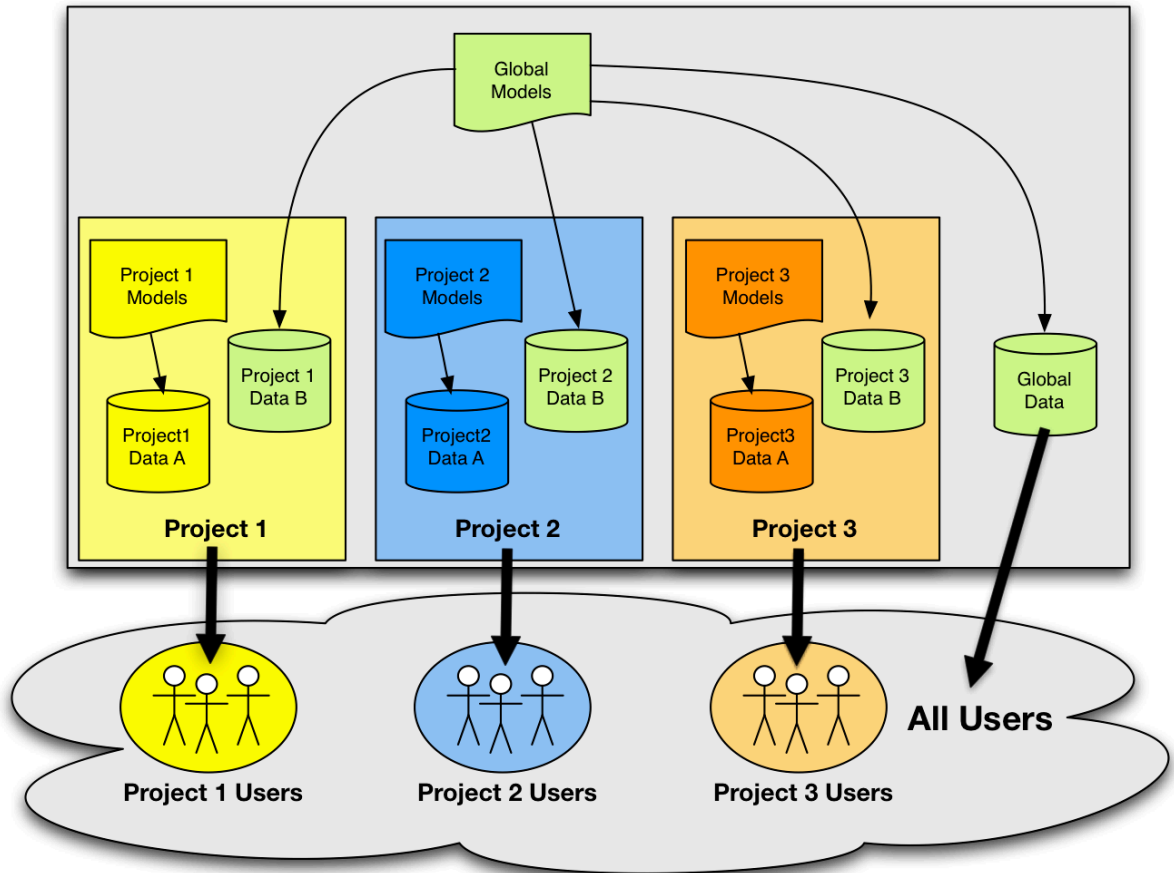 Global
Models
Project 1
Models
Project 1
Data B
Project1
Data A
Project 1
Project 2
Models
Project 2
Data B
Project2
Data A
Project 2
Project 3
Models
Project 3
Data B
Project3
Data A
Project 3
Global
Data
All Users
Project 1 Users
Project 2 Users
Project 3 Users